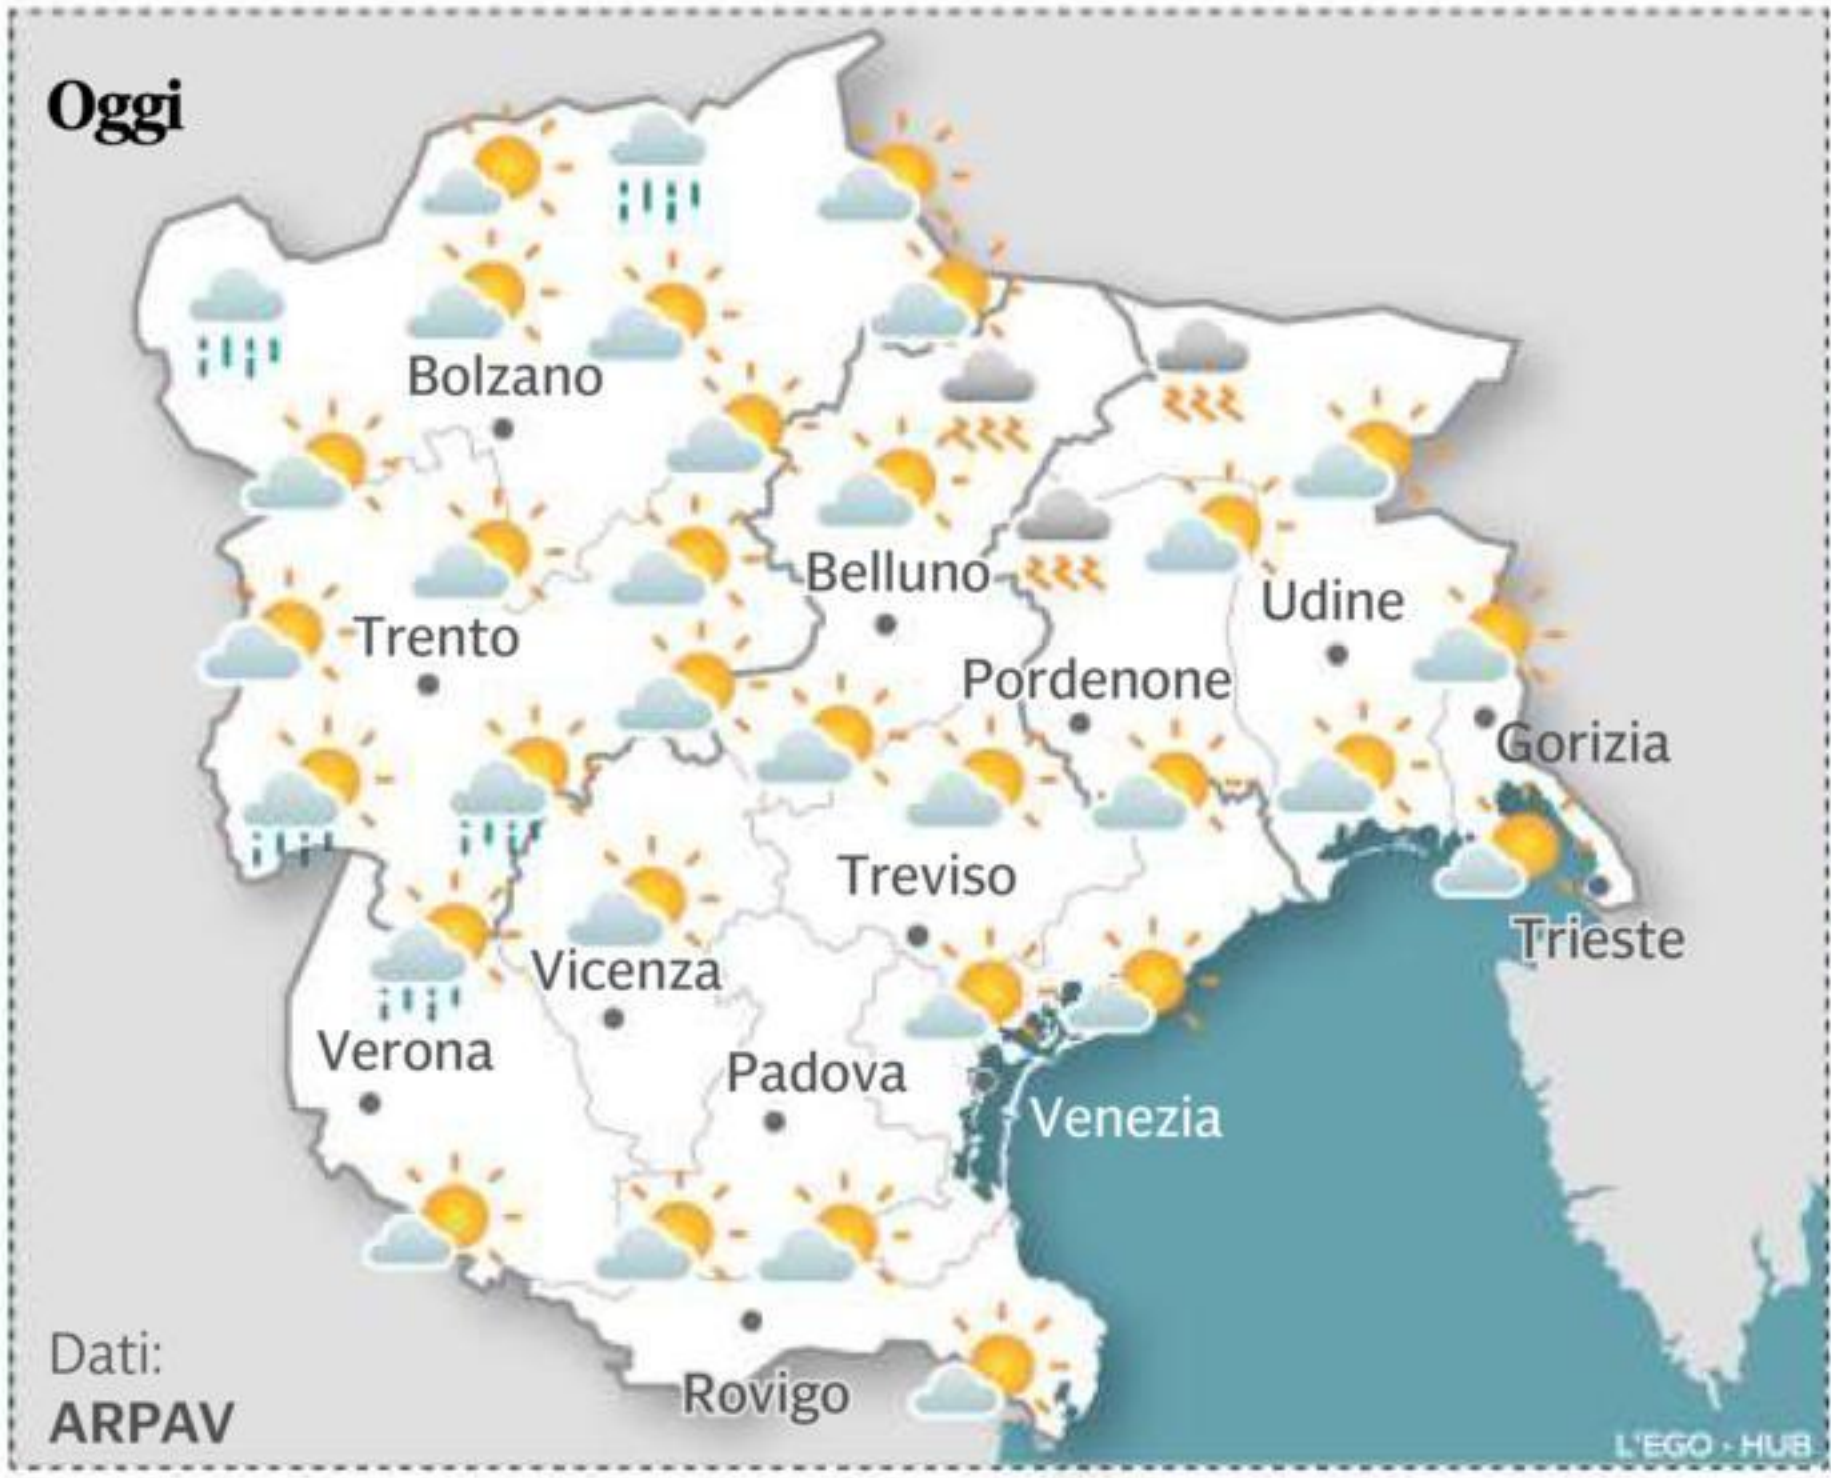 Oggi
Bolzano
Belluno
Udine
Trento
Pordenone
Gorizia
Treviso
Trieste
Vicenza
Verona
Padova
Venezia
Dati:
ARPAV
Rovigo
L'EGO - HUB